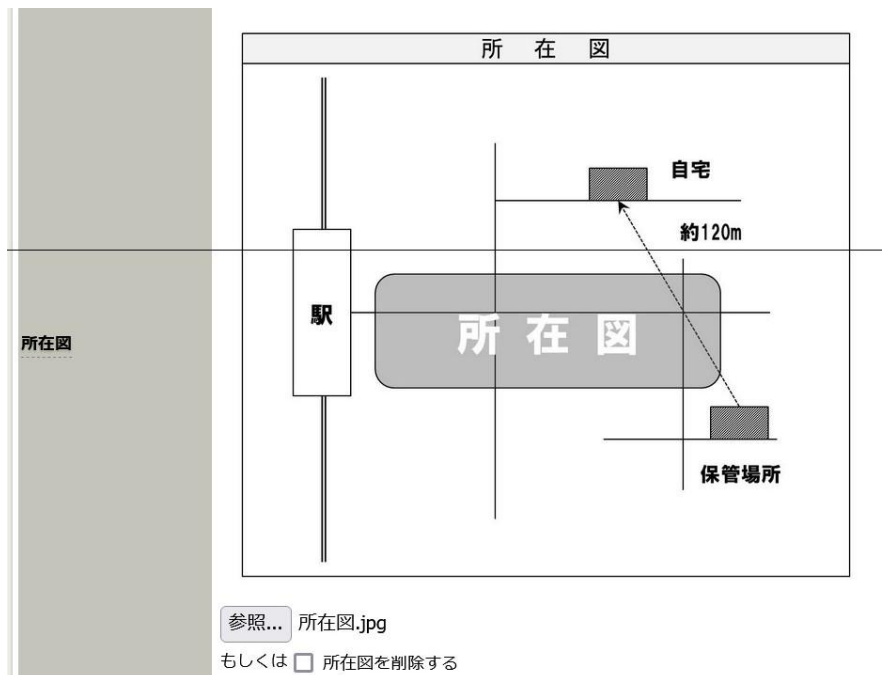 所 在 図
自宅
約120m
駅
所 在 図
所在図
保管場所
参照... 所在図.jpg
もしくは 所在図を削除する